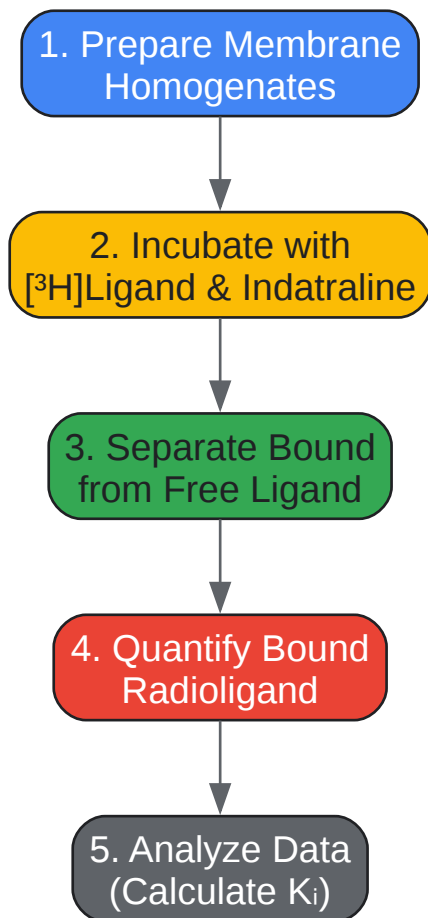 1. Prepare Membrane
Homogenates
2. Incubate with
[³H]Ligand & Indatraline
3. Separate Bound
from Free Ligand
4. Quantify Bound
Radioligand
5. Analyze Data
(Calculate Kᵢ)